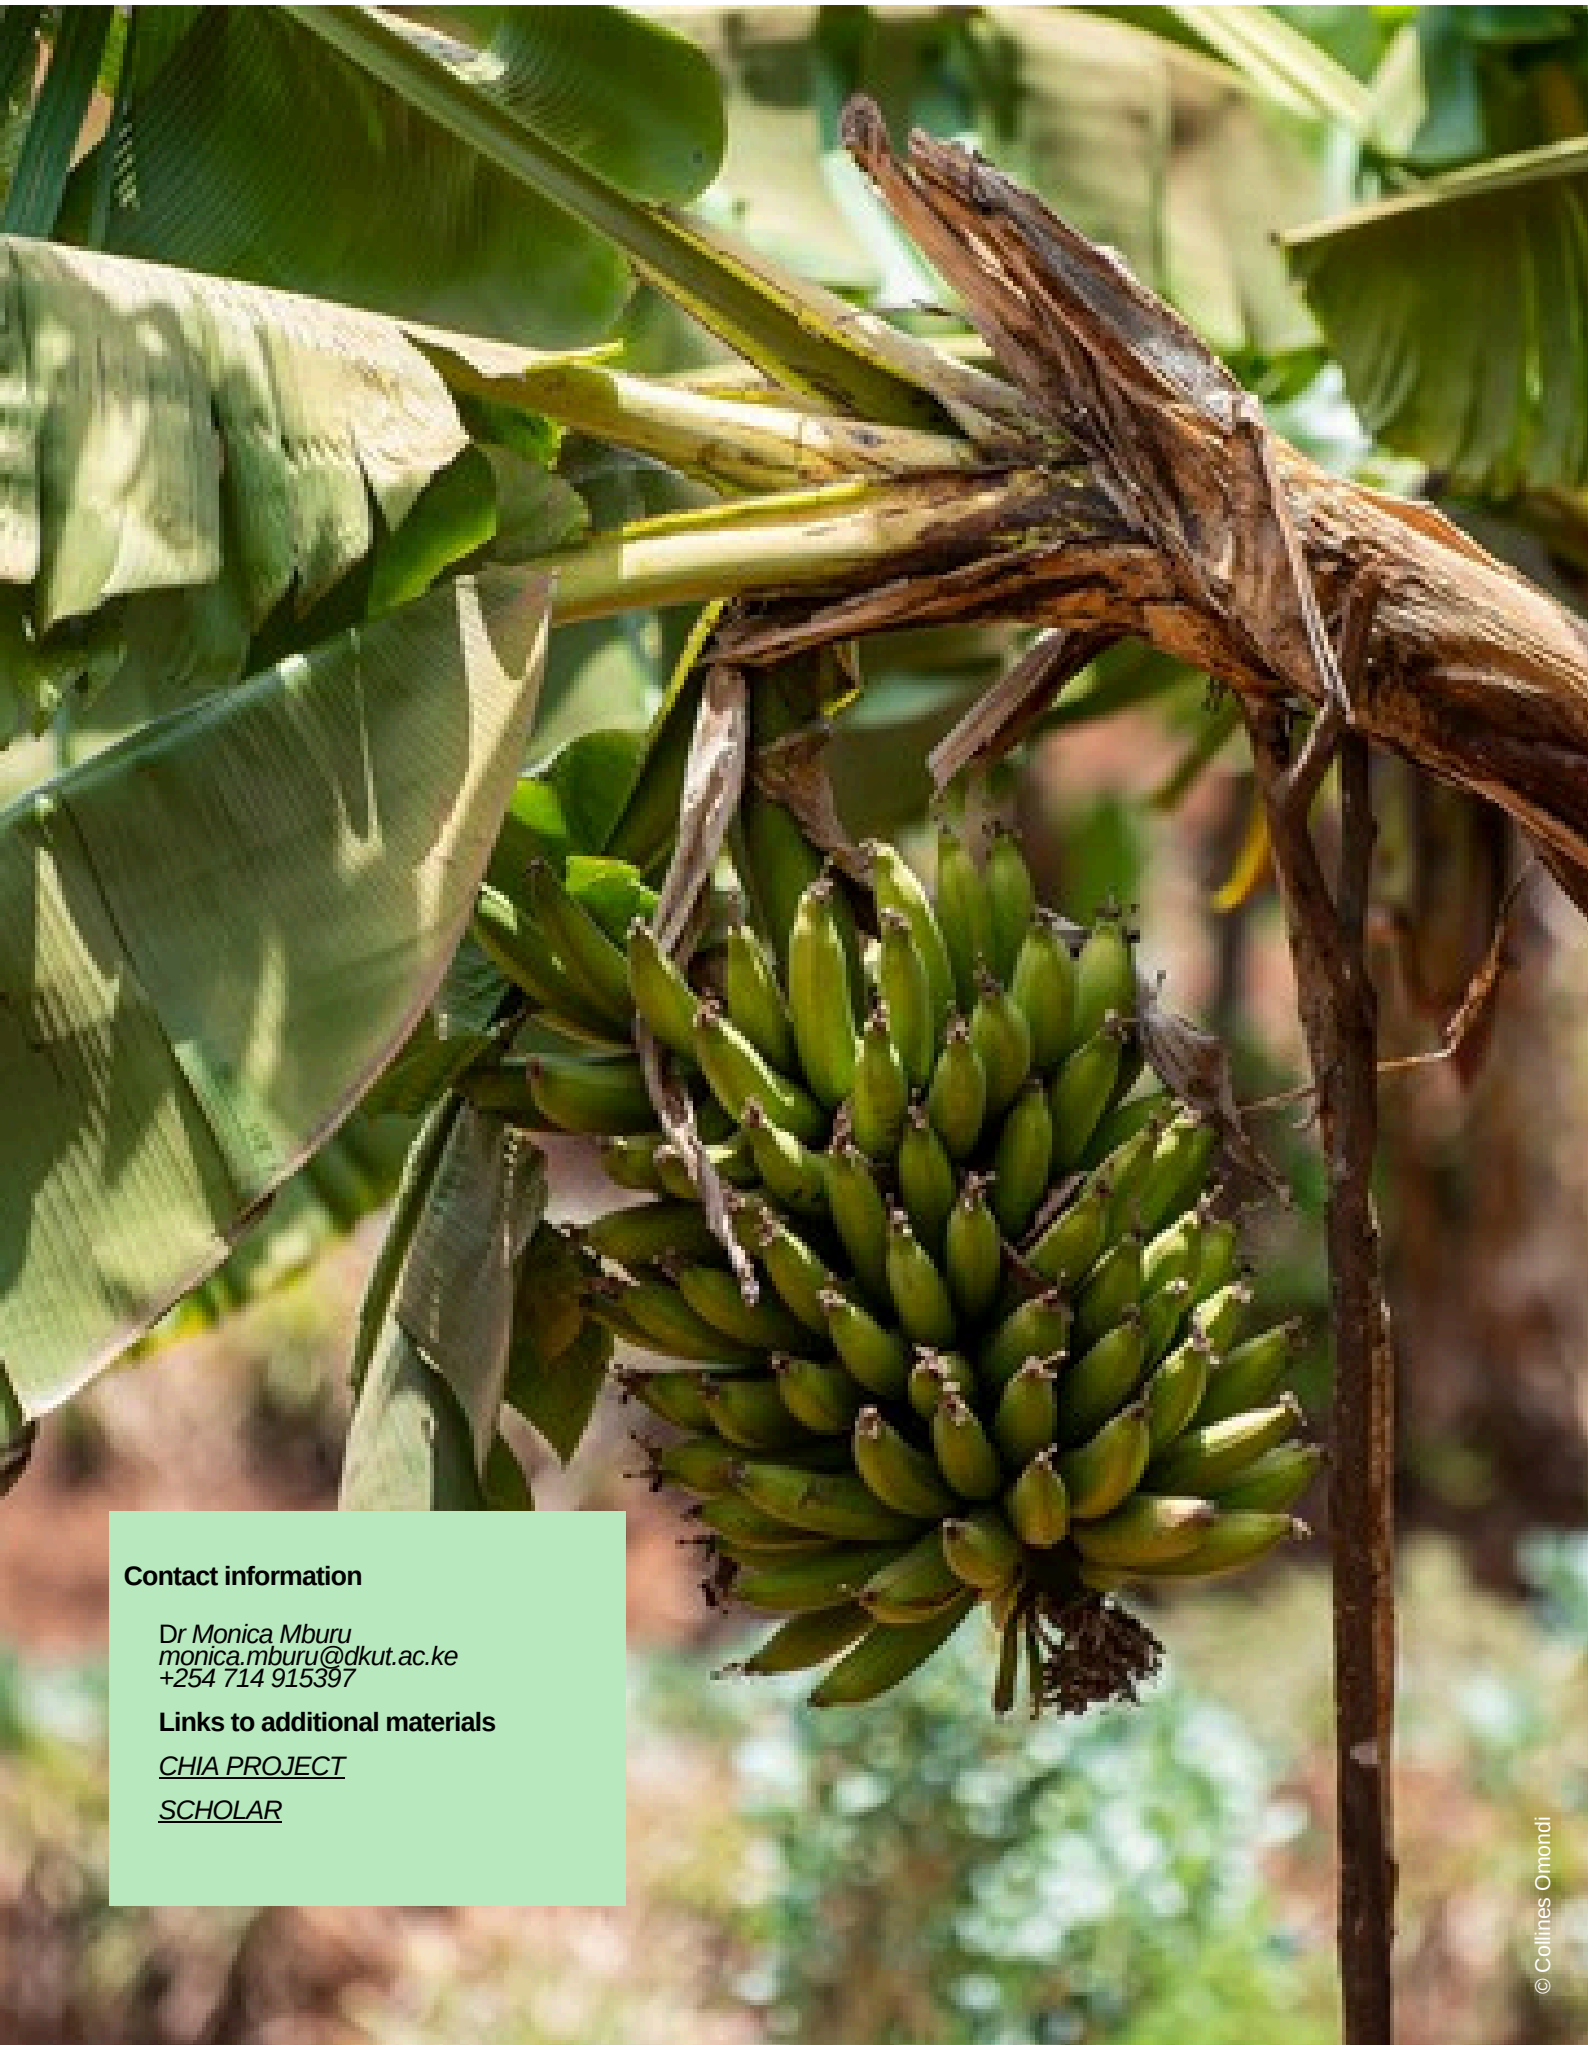 Contact information
Dr Monica Mburu
monica.mburu@dkut.ac.ke
+254 714 915397
Links to additional materials
CHIA PROJECT
SCHOLAR
© Collines Omondi